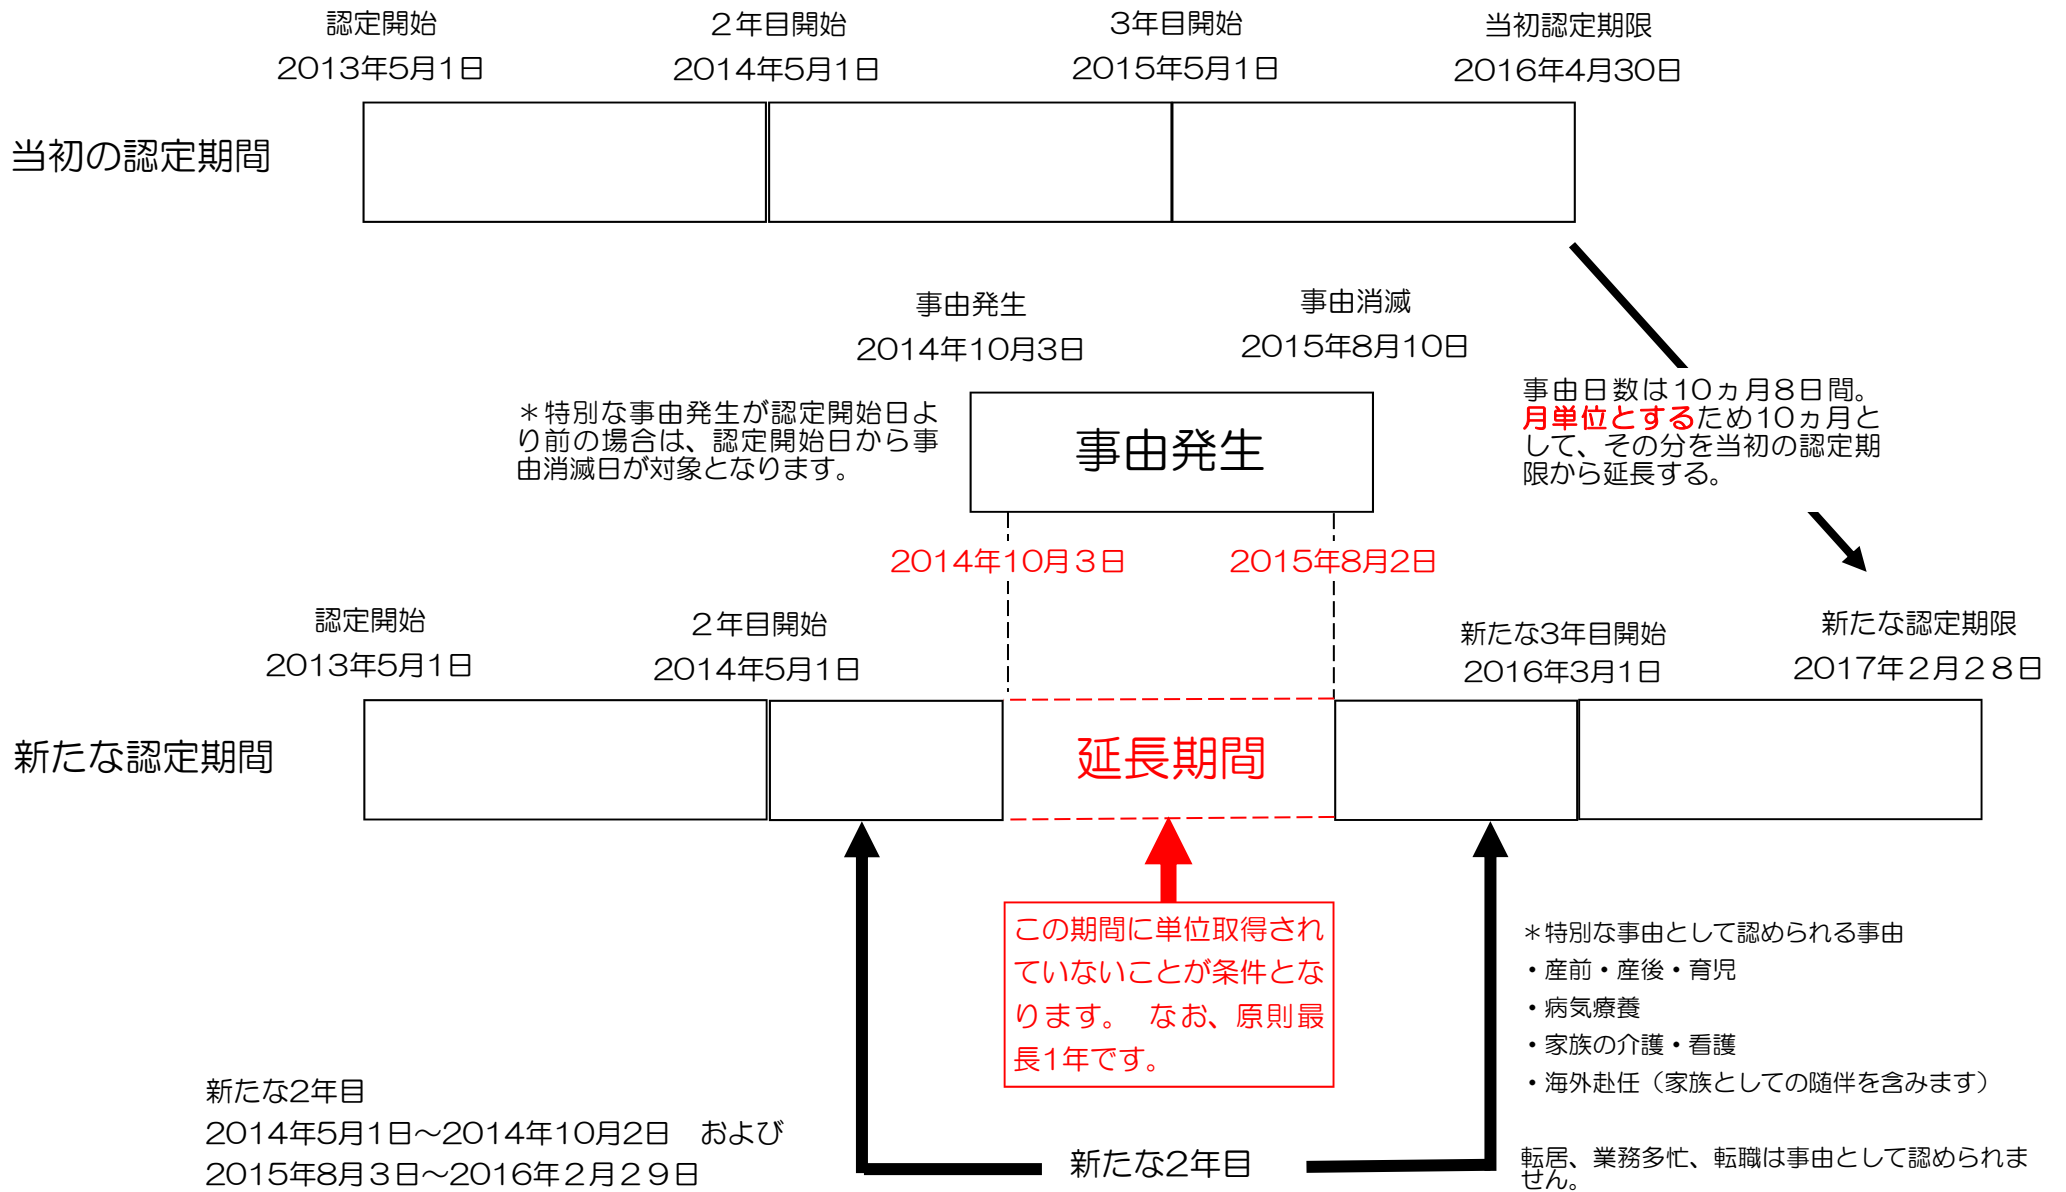 認定開始
2013年5月1日
２年目開始
2014年5月1日
3年目開始
2015年5月1日
当初認定期限
2016年4月30日
当初の認定期間
事由発生
2014年10月3日
事由消滅
2015年8月10日
＊特別な事由発生が認定開始日よ
り前の場合は、認定開始日から事
由消滅日が対象となります。
事由発生
事由日数は10ヵ月8日間。
月単位とするため10ヵ月と
して、その分を当初の認定期
限から延長する。
2014年10月３日
2015年8月2日
認定開始
2013年5月1日
２年目開始
2014年5月1日
新たな3年目開始
2016年3月1日
新たな認定期限
2017年２月２８日
新たな認定期間
延長期間
この期間に単位取得され
ていないことが条件とな
ります。　なお、原則最
長1年です。
＊特別な事由として認められる事由
・産前・産後・育児
・病気療養
・家族の介護・看護
・海外赴任（家族としての随伴を含みます）
転居、業務多忙、転職は事由として認められま
せん。
新たな2年目
2014年5月1日～2014年10月2日　および
2015年8月３日～2016年２月２９日
新たな2年目